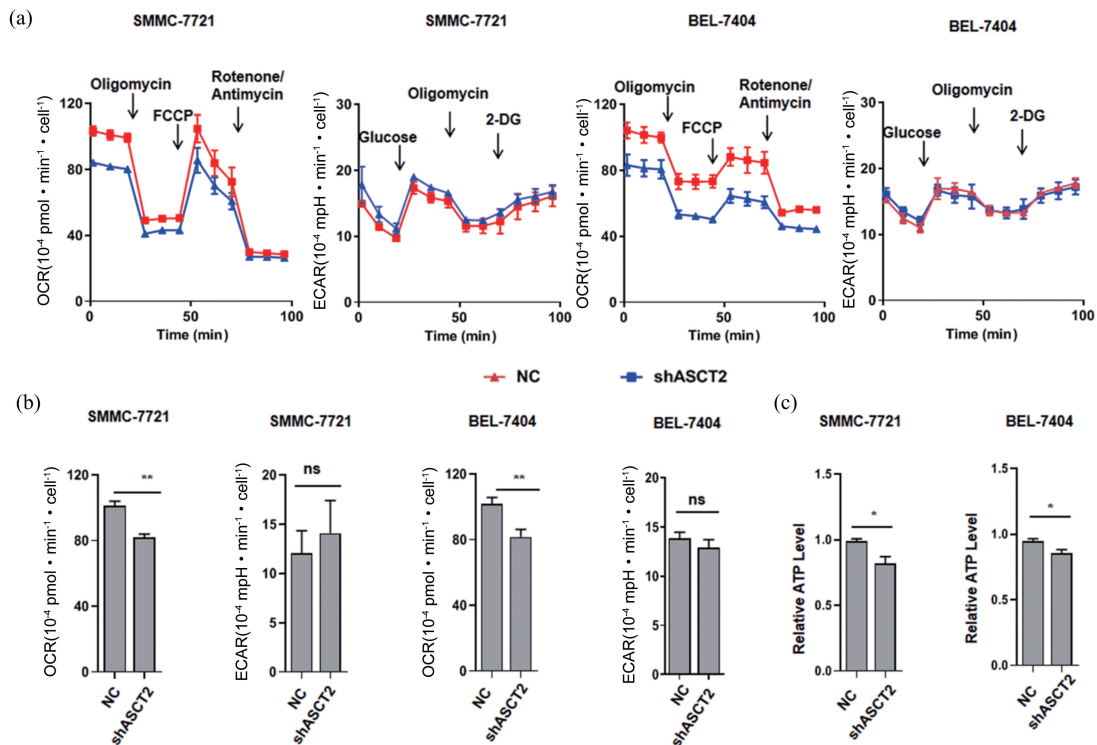 (a)
SMMC-7721
SMMC-7721
BEL-7404
BEL-7404
Oligomycin
Rotenone/
Antimycin
FCCP
OCR(10⁻⁴ pmol • min⁻¹ • cell⁻¹)
120
80
40
0
0
50
100
Time (min)
Oligomycin
2-DG
Glucose
ECAR(10⁻⁴ mpH • min⁻¹ • cell⁻¹)
30
20
10
0
0
50
100
Time (min)
Oligomycin
Rotenone/
Antimycin
FCCP
OCR(10⁻⁴ pmol • min⁻¹ • cell⁻¹)
120
80
40
0
0
50
100
Time (min)
Oligomycin
2-DG
Glucose
ECAR(10⁻⁴ mpH • min⁻¹ • cell⁻¹)
30
20
10
0
0
50
100
Time (min)
NC
shASCT2
(b)
SMMC-7721
OCR(10⁻⁴ pmol • min⁻¹ • cell⁻¹)
120
80
40
0
**
NC
shASCT2
SMMC-7721
ECAR(10⁻⁴ mpH • min⁻¹ • cell⁻¹)
20
15
10
5
0
ns
NC
shASCT2
BEL-7404
OCR(10⁻⁴ pmol • min⁻¹ • cell⁻¹)
120
80
40
0
**
NC
shASCT2
BEL-7404
ECAR(10⁻⁴ mpH • min⁻¹ • cell⁻¹)
20
15
10
5
0
ns
NC
shASCT2
(c)
SMMC-7721
Relative ATP Level
1.5
1.0
0.5
0.0
*
NC
shASCT2
BEL-7404
Relative ATP Level
1.5
1.0
0.5
0.0
*
NC
shASCT2